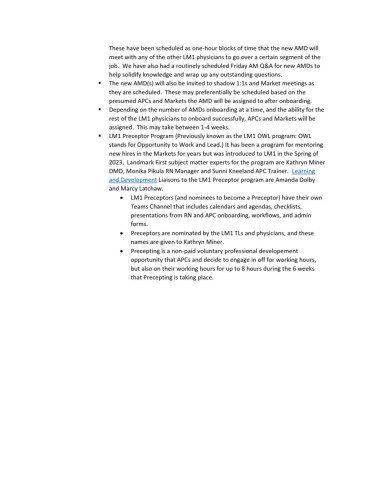 These have been scheduled as one-hour blocks of time that the new AMD will
meet with any of the other LM1 physicians to go over a certain segment of the
job.  We have also had a routinely scheduled Friday AM Q&A for new AMDs to
help solidify knowledge and wrap up any outstanding questions.
▪ The new AMD(s) will also be invited to shadow 1:1s and Market meetings as
they are scheduled.  These may preferentially be scheduled based on the
presumed APCs and Markets the AMD will be assigned to after onboarding.
▪ Depending on the number of AMDs onboarding at a time, and the ability for the
rest of the LM1 physicians to onboard successfully, APCs and Markets will be
assigned.  This may take between 1-4 weeks.
▪ LM1 Preceptor Program (Previously known as the LM1 OWL program: OWL
stands for Opportunity to Work and Lead.) It has been a program for mentoring
new hires in the Markets for years but was introduced to LM1 in the Spring of
2023.  Landmark First subject matter experts for the program are Kathryn Miner
DMD, Monika Pikula RN Manager and Sunni Kneeland APC Trainer.  Learning
and Development Liaisons to the LM1 Preceptor program are Amanda Dolby
and Marcy Latchaw.
• LM1 Preceptors (and nominees to become a Preceptor) have their own
Teams Channel that includes calendars and agendas, checklists,
presentations from RN and APC onboarding, workflows, and admin
forms.
• Preceptors are nominated by the LM1 TLs and physicians, and these
names are given to Kathryn Miner.
• Precepting is a non-paid voluntary professional developement
opportunity that APCs and decide to engage in off for working hours,
but also on their working hours for up to 8 hours during the 6 weeks
that Precepting is taking place.